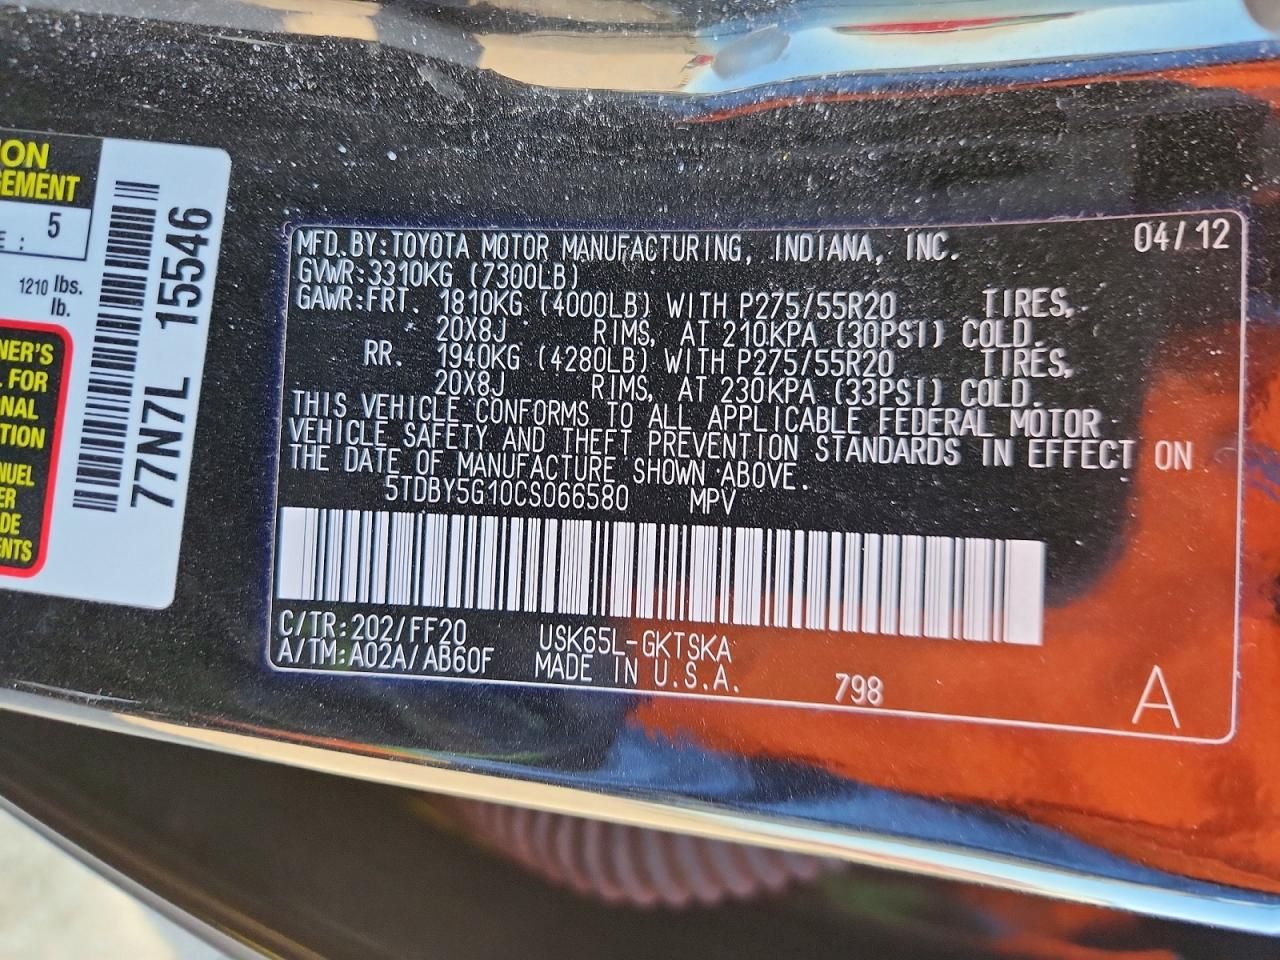 ION
GEMENT
E : 5
1210 lbs.
lb.
NER'S
FOR
NAL
TION
NUEL
ER
DE
ENTS
77N7L 15546
MFD. BY: TOYOTA MOTOR MANUFACTURING, INDIANA, INC. 04/12
GVWR: 3310KG (7300LB)
GAWR: FRT. 1810KG (4000LB) WITH P275/55R20 TIRES,
20X8J RIMS, AT 210KPA (30PSI) COLD.
RR. 1940KG (4280LB) WITH P275/55R20 TIRES,
20X8J RIMS, AT 230KPA (33PSI) COLD.
THIS VEHICLE CONFORMS TO ALL APPLICABLE FEDERAL MOTOR
VEHICLE SAFETY AND THEFT PREVENTION STANDARDS IN EFFECT ON
THE DATE OF MANUFACTURE SHOWN ABOVE.
5TDBY5G10CS066580 MPV
C/TR: 202/FF20 USK65L-GKTSKA
A/TM: A02A/AB60F MADE IN U.S.A. 798 A